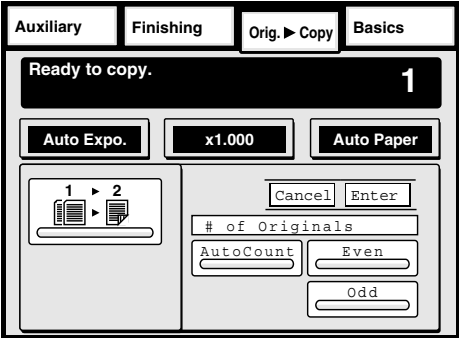 Auxiliary Finishing Orig. ▶ Copy Basics
Ready to copy.
1
Auto Expo. x1.000 Auto Paper
1 ▶ 2
Cancel Enter
# of Originals
AutoCount Even
Odd